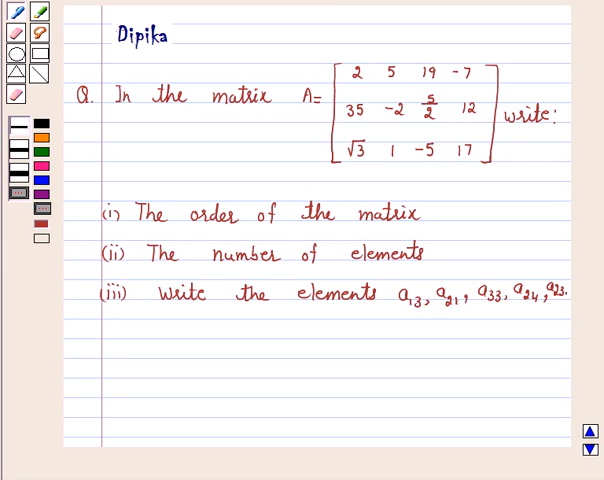 Dipika
Q. In the matrix A= [ 2 5 19 -7
35 -2 5/2 12
√3 1 -5 17 ] write:
(i) The order of the matrix
(ii) The number of elements
(iii) Write the elements a₁₃, a₂₁, a₃₃, a₂₄, a₂₃.